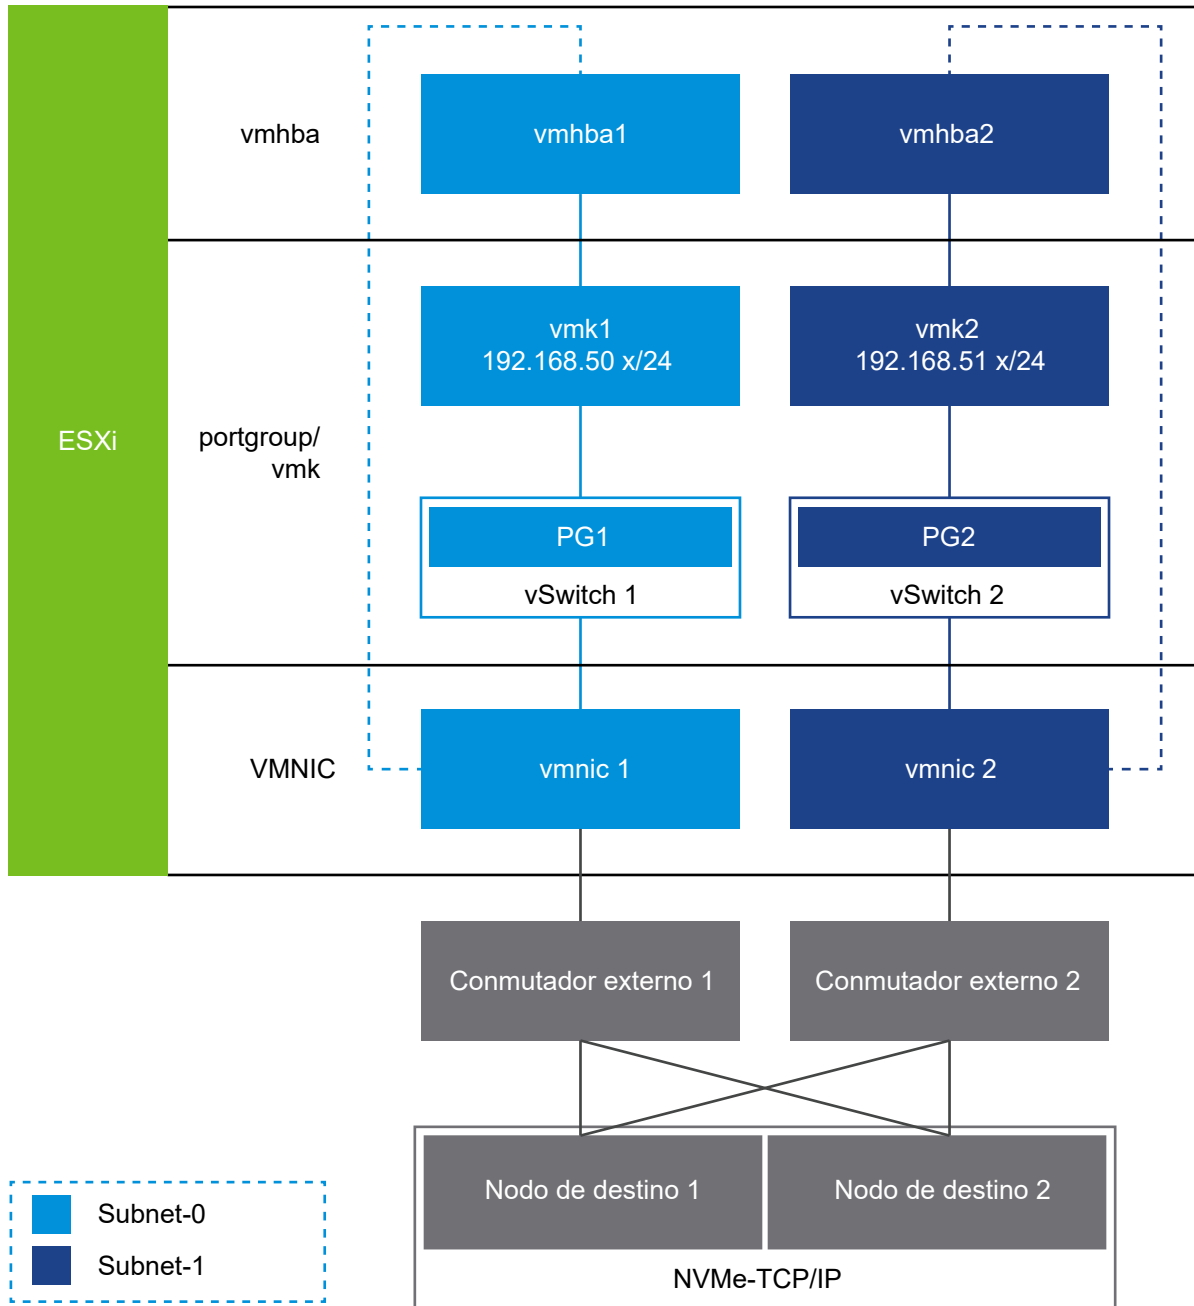 ESXi
vmhba
vmhba1
vmhba2
portgroup/
vmk
vmk1
192.168.50 x/24
vmk2
192.168.51 x/24
PG1
vSwitch 1
PG2
vSwitch 2
VMNIC
vmnic 1
vmnic 2
Conmutador externo 1
Conmutador externo 2
Nodo de destino 1
Nodo de destino 2
NVMe-TCP/IP
Subnet-0
Subnet-1